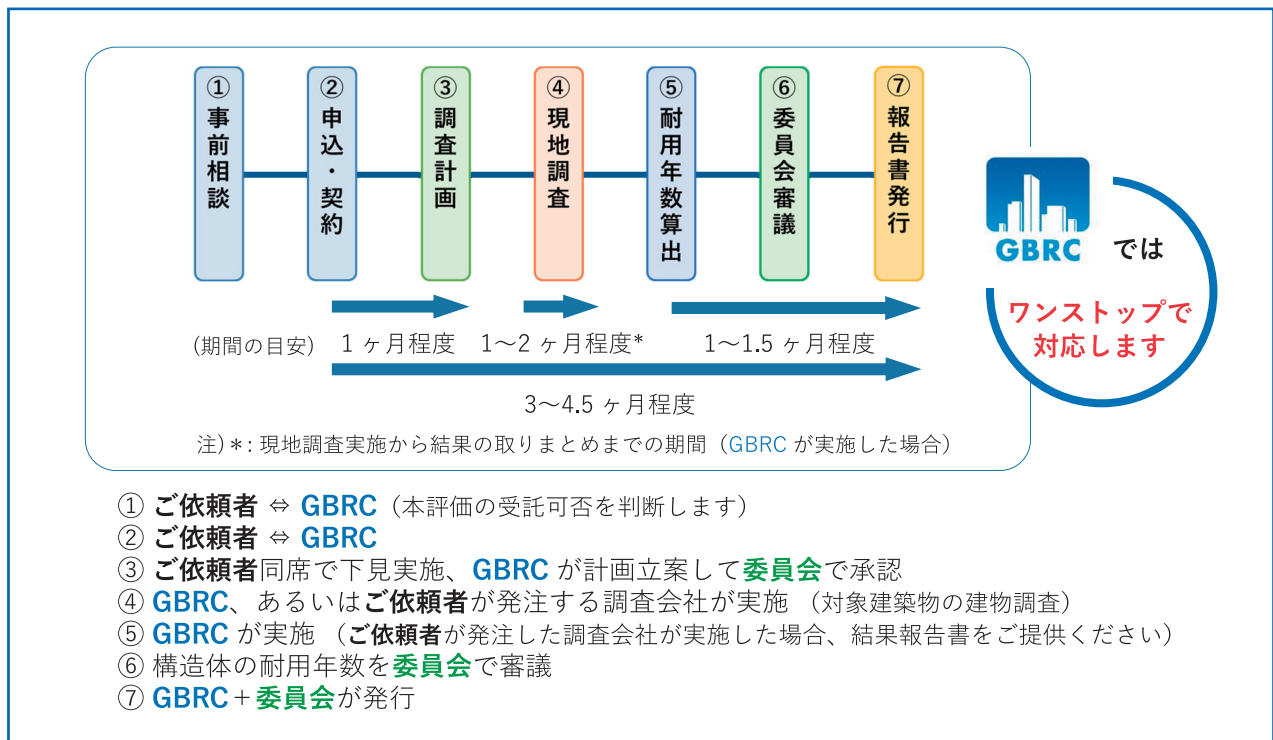 ①事前相談
②申込・契約
③調査計画
④現地調査
⑤耐用年数算出
⑥委員会審議
⑦報告書発行
GBRC
では
ワンストップで
対応します
(期間の目安)
1 ヶ月程度
1～2 ヶ月程度*
1～1.5 ヶ月程度
3～4.5 ヶ月程度
注)*: 現地調査実施から結果の取りまとめまでの期間（GBRC が実施した場合）
① ご依頼者 ⇔ GBRC（本評価の受託可否を判断します）
② ご依頼者 ⇔ GBRC
③ ご依頼者同席で下見実施、GBRC が計画立案して委員会で承認
④ GBRC、あるいはご依頼者が発注する調査会社が実施 （対象建築物の建物調査）
⑤ GBRC が実施 （ご依頼者が発注した調査会社が実施した場合、結果報告書をご提供ください）
⑥ 構造体の耐用年数を委員会で審議
⑦ GBRC＋委員会が発行